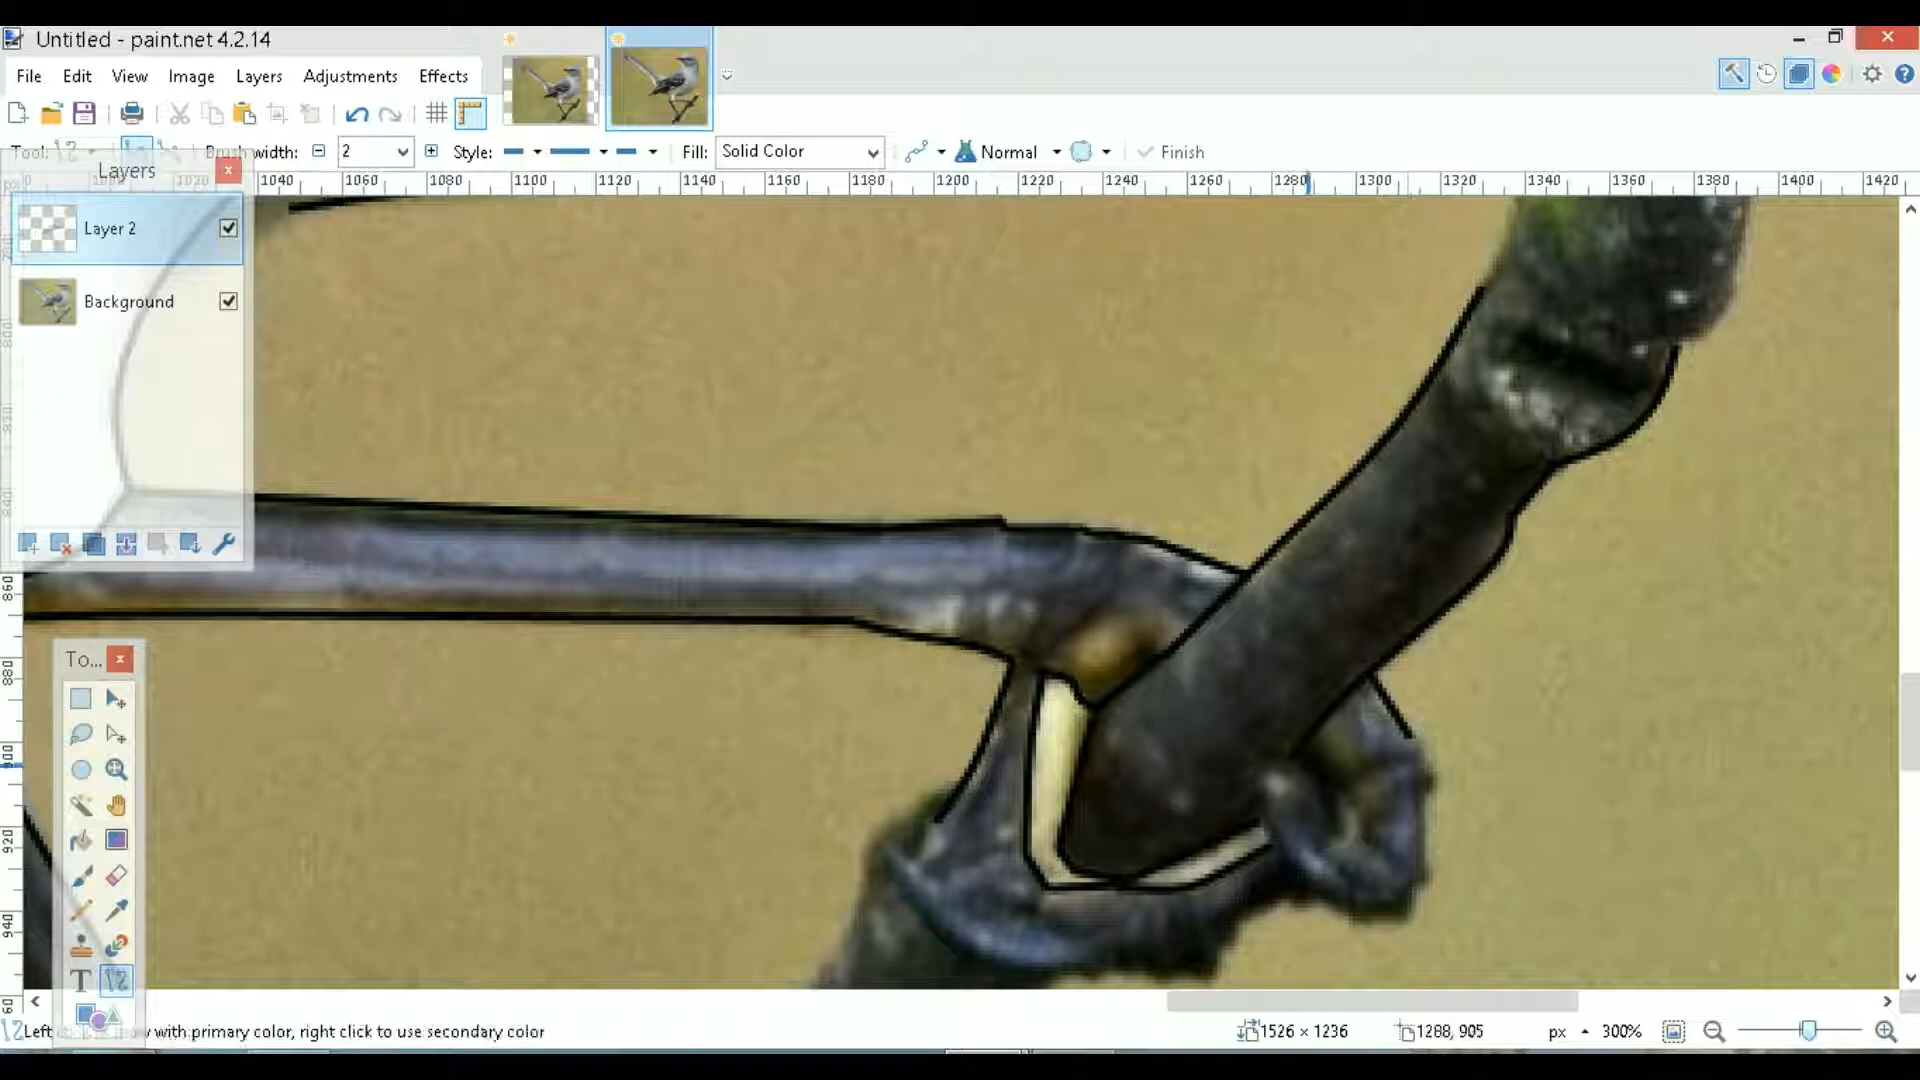 Untitled - paint.net 4.2.14
File Edit View Image Layers Adjustments Effects
Tool: Brush width: 2 Style: Fill: Solid Color Normal Finish
1040 1060 1080 1100 1120 1140 1160 1180 1200 1220 1240 1260 1280 1300 1320 1340 1360 1380 1400 1420
Layers
Layer 2
Background
860
To...
880
900
920
940
Left with primary color, right click to use secondary color 1526 × 1236 1288, 905 px 300%